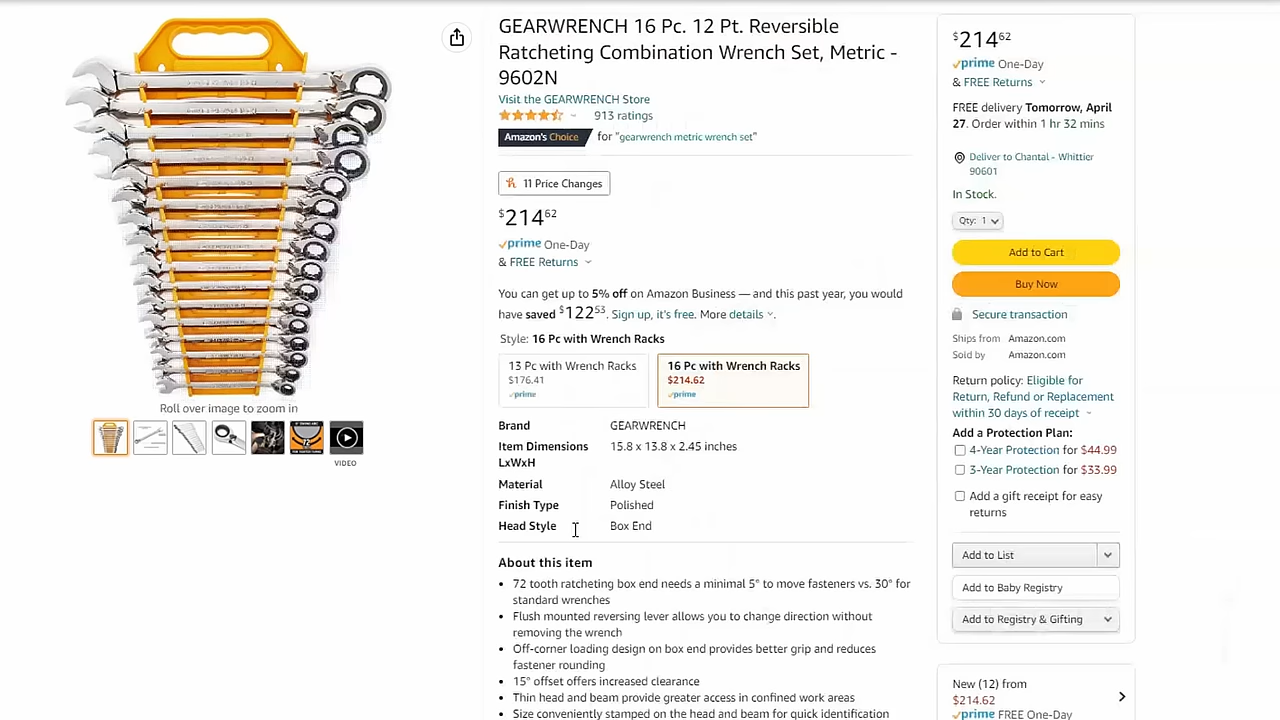 GEARWRENCH 16 Pc. 12 Pt. Reversible
Ratcheting Combination Wrench Set, Metric -
9602N
Visit the GEARWRENCH Store
913 ratings
Amazon's Choice for "gearwrench metric wrench set"
11 Price Changes
$214 62
prime One-Day
& FREE Returns
You can get up to 5% off on Amazon Business — and this past year, you would
have saved $122 53. Sign up, it's free. More details.
Style: 16 Pc with Wrench Racks
13 Pc with Wrench Racks
$176.41
prime
16 Pc with Wrench Racks
$214.62
prime
Brand GEARWRENCH
Item Dimensions 15.8 x 13.8 x 2.45 inches
LxWxH
Material Alloy Steel
Finish Type Polished
Head Style Box End
About this item
• 72 tooth ratcheting box end needs a minimal 5° to move fasteners vs. 30° for
standard wrenches
• Flush mounted reversing lever allows you to change direction without
removing the wrench
• Off-corner loading design on box end provides better grip and reduces
fastener rounding
• 15° offset offers increased clearance
• Thin head and beam provide greater access in confined work areas
• Size conveniently stamped on the head and beam for quick identification
Roll over image to zoom in
VIDEO
$214 62
prime One-Day
& FREE Returns
FREE delivery Tomorrow, April
27. Order within 1 hr 32 mins
Deliver to Chantal - Whittier
90601
In Stock.
Qty: 1
Add to Cart
Buy Now
Secure transaction
Ships from Amazon.com
Sold by Amazon.com
Return policy: Eligible for
Return, Refund or Replacement
within 30 days of receipt
Add a Protection Plan:
4-Year Protection for $44.99
3-Year Protection for $33.99
Add a gift receipt for easy
returns
Add to List
Add to Baby Registry
Add to Registry & Gifting
New (12) from
$214.62
prime FREE One-Day